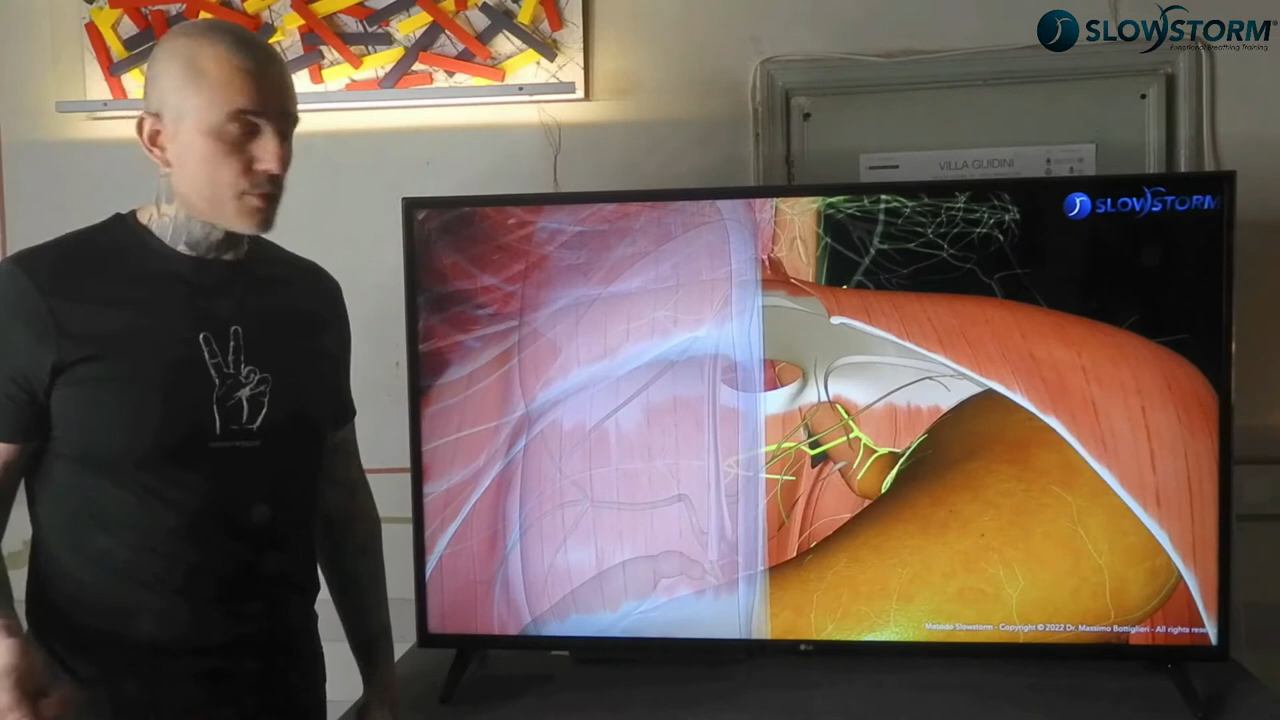 SLOWSTORM®
Functional Breathing Training
VILLA GUIDINI
SLOWSTORM
Metodo Slowstorm - Copyright © 2022 Dr. Massimo Bottiglieri - All rights rese
LG